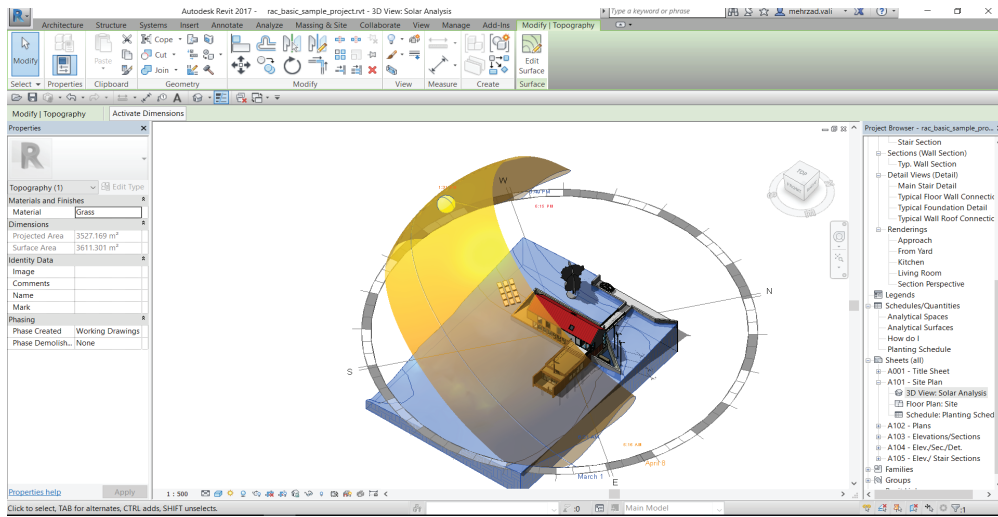 Autodesk Revit 2017 - rac_basic_sample_project.rvt - 3D View: Solar Analysis
Type a keyword or phrase
mehrzad.vali
Architecture Structure Systems Insert Annotate Analyze Massing & Site Collaborate View Manage Add-Ins Modify | Topography
Modify
Paste
Cope
Cut
Join
Edit
Surface
Select Properties Clipboard Geometry Modify View Measure Create Surface
Modify | Topography Activate Dimensions
Properties
Topography (1) Edit Type
Materials and Finishes
Material Grass
Dimensions
Projected Area 3527.169 m²
Surface Area 3611.301 m²
Identity Data
Image
Comments
Name
Mark
Phasing
Phase Created Working Drawings
Phase Demolish... None
Properties help Apply
W
6:10 PM
TOP
N
S
E
April 8
March 1
1 : 500
Project Browser - rac_basic_sample_pro...
Stair Section
Sections (Wall Section)
Typ. Wall Section
Detail Views (Detail)
Main Stair Detail
Typical Floor Wall Connectic
Typical Foundation Detail
Typical Wall Roof Connectic
Renderings
Approach
From Yard
Kitchen
Living Room
Section Perspective
Legends
Schedules/Quantities
Analytical Spaces
Analytical Surfaces
How do I
Planting Schedule
Sheets (all)
A001 - Title Sheet
A101 - Site Plan
3D View: Solar Analysis
Floor Plan: Site
Schedule: Planting Sched
A102 - Plans
A103 - Elevations/Sections
A104 - Elev./Sec./Det.
A105 - Elev./ Stair Sections
Families
Groups
Click to select, TAB for alternates, CTRL adds, SHIFT unselects.
:0
Main Model
:1